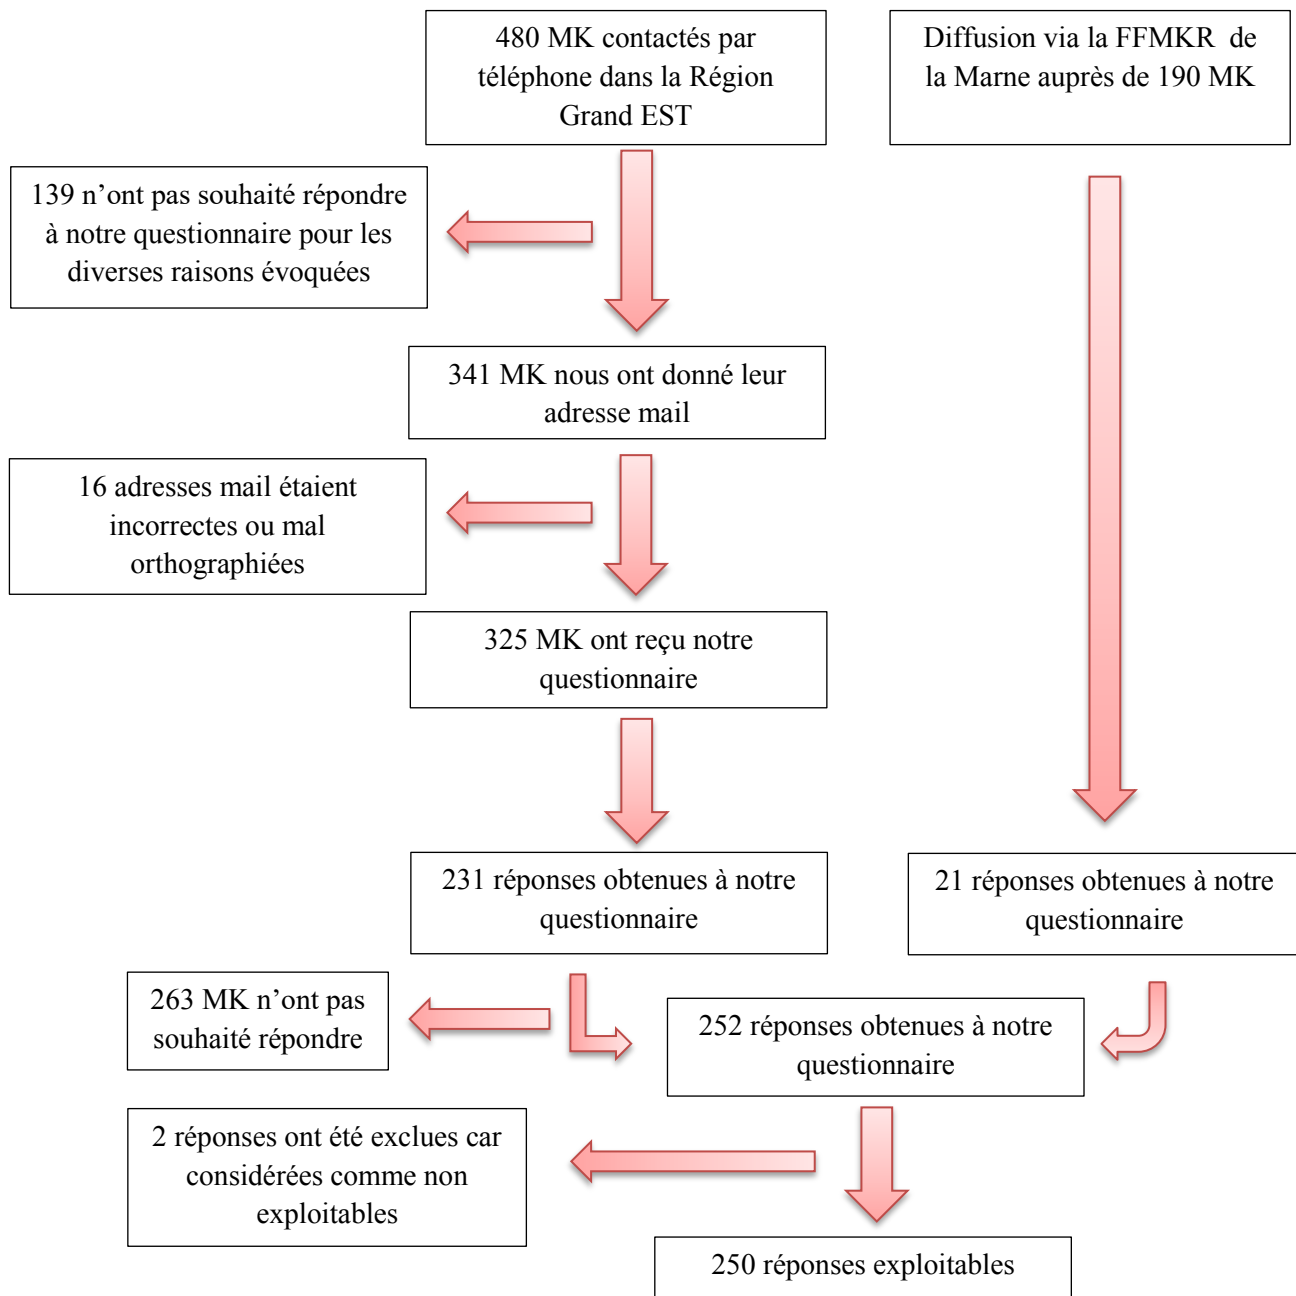 480 MK contactés par
téléphone dans la Région
Grand EST
Diffusion via la FFMKR de
la Marne auprès de 190 MK
139 n’ont pas souhaité répondre
à notre questionnaire pour les
diverses raisons évoquées
341 MK nous ont donné leur
adresse mail
16 adresses mail étaient
incorrectes ou mal
orthographiées
325 MK ont reçu notre
questionnaire
231 réponses obtenues à notre
questionnaire
21 réponses obtenues à notre
questionnaire
263 MK n’ont pas
souhaité répondre
252 réponses obtenues à notre
questionnaire
2 réponses ont été exclues car
considérées comme non
exploitables
250 réponses exploitables